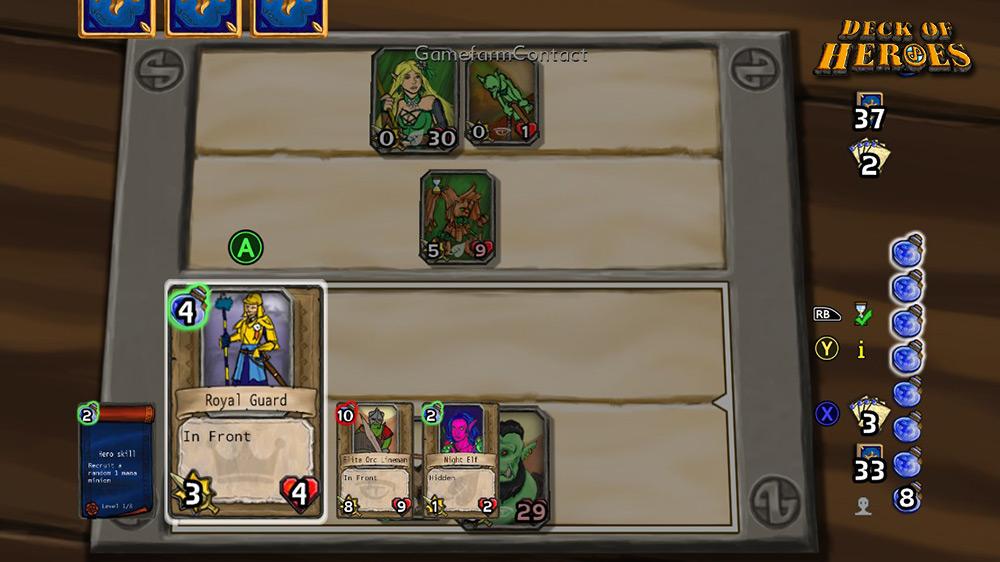 GamefarmContact
DECK OF
HEROES
37
2
0
30
0
1
5
9
A
4
Royal Guard
In Front
3
4
2
Hero skill
Recruit a
random 1 mana
minion
Level 1/8
10
Elite Orc Lineman
In Front
8
9
2
Night Elf
Hidden
1
2
29
RB
Y
i
X
3
33
8